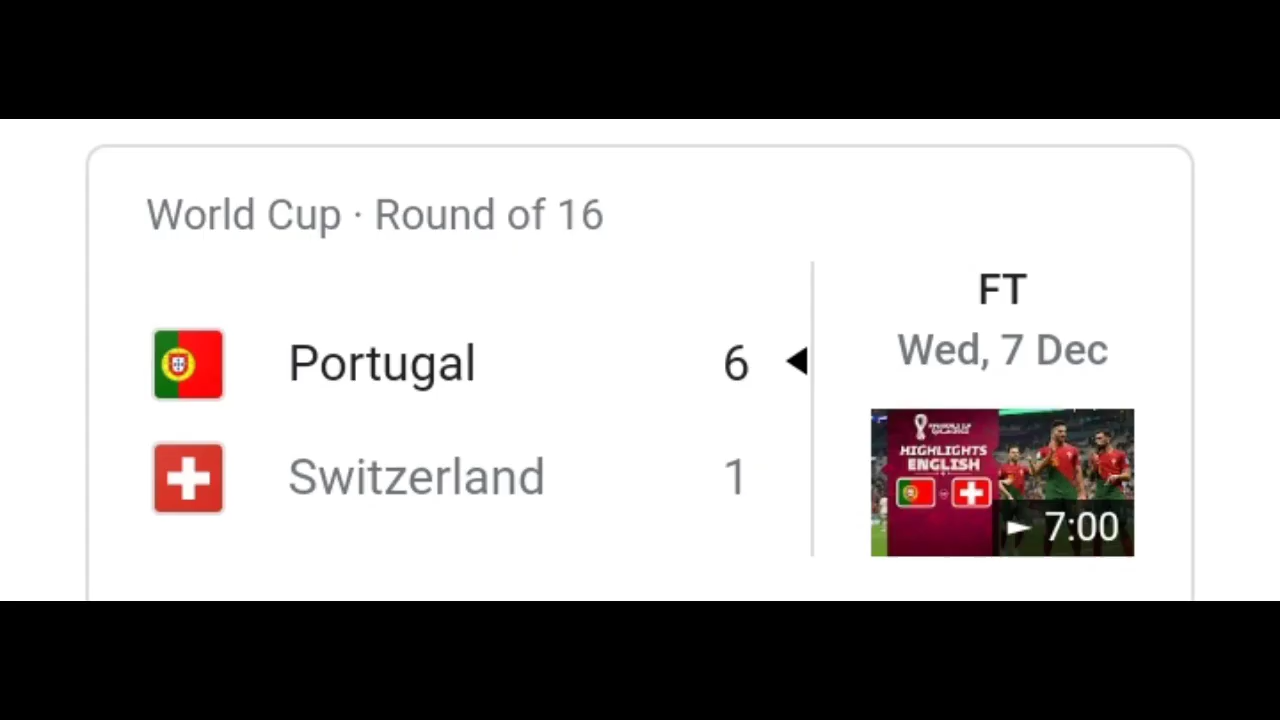 World Cup · Round of 16
FT
Portugal 6
Wed, 7 Dec
Switzerland 1
HIGHLIGHTS
ENGLISH
7:00